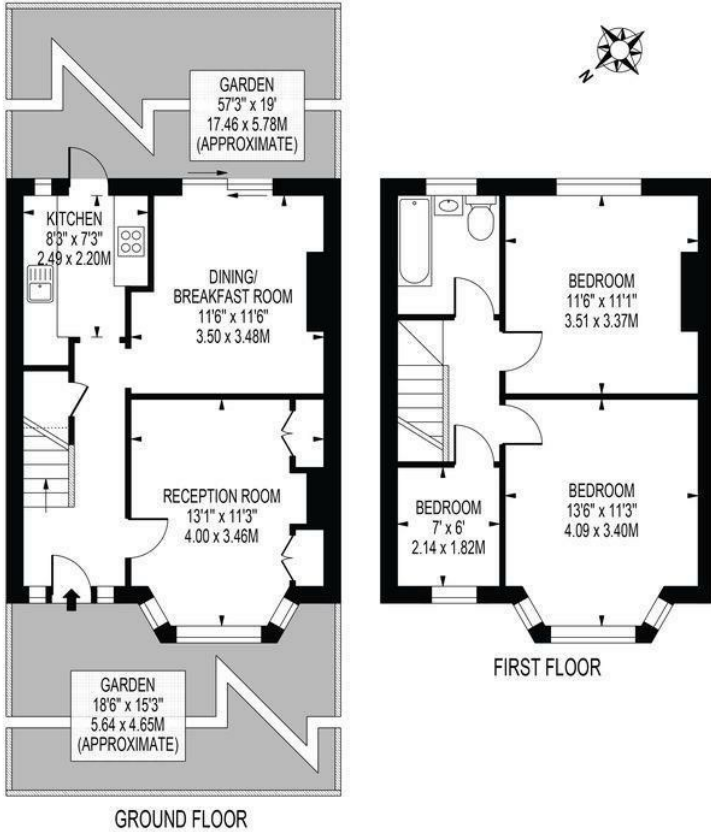 N
GARDEN
57'3" x 19'
17.46 x 5.78M
(APPROXIMATE)
KITCHEN
8'3" x 7'3"
2.49 x 2.20M
DINING/
BREAKFAST ROOM
11'6" x 11'6"
3.50 x 3.48M
RECEPTION ROOM
13'1" x 11'3"
4.00 x 3.46M
GARDEN
18'6" x 15'3"
5.64 x 4.65M
(APPROXIMATE)
GROUND FLOOR
BEDROOM
11'6" x 11'1"
3.51 x 3.37M
BEDROOM
7' x 6'
2.14 x 1.82M
BEDROOM
13'6" x 11'3"
4.09 x 3.40M
FIRST FLOOR